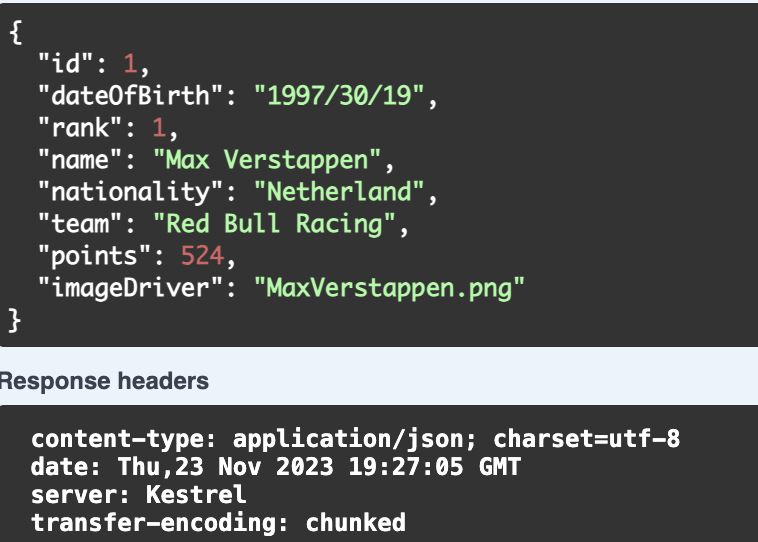 {
"id": 1,
"dateOfBirth": "1997/30/19",
"rank": 1,
"name": "Max Verstappen",
"nationality": "Netherland",
"team": "Red Bull Racing",
"points": 524,
"imageDriver": "MaxVerstappen.png"
}
Response headers
content-type: application/json; charset=utf-8
date: Thu,23 Nov 2023 19:27:05 GMT
server: Kestrel
transfer-encoding: chunked